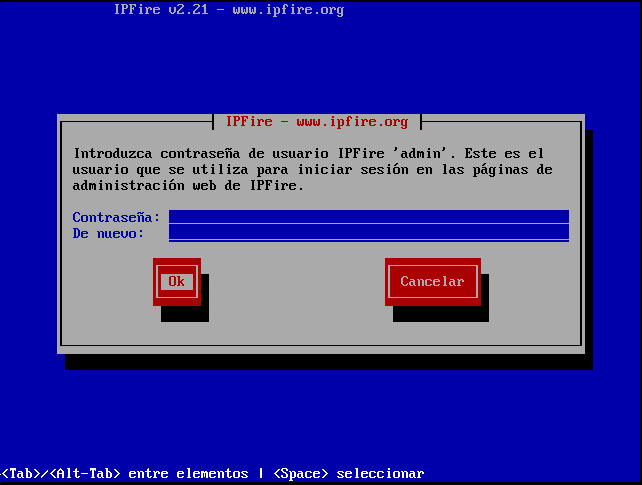 IPFire v2.21 - www.ipfire.org
IPFire - www.ipfire.org
Introduzca contraseña de usuario IPFire 'admin'. Este es el
usuario que se utiliza para iniciar sesión en las páginas de
administración web de IPFire.
Contraseña:
De nuevo:
Ok Cancelar
<Tab>/<Alt-Tab> entre elementos | <Space> seleccionar